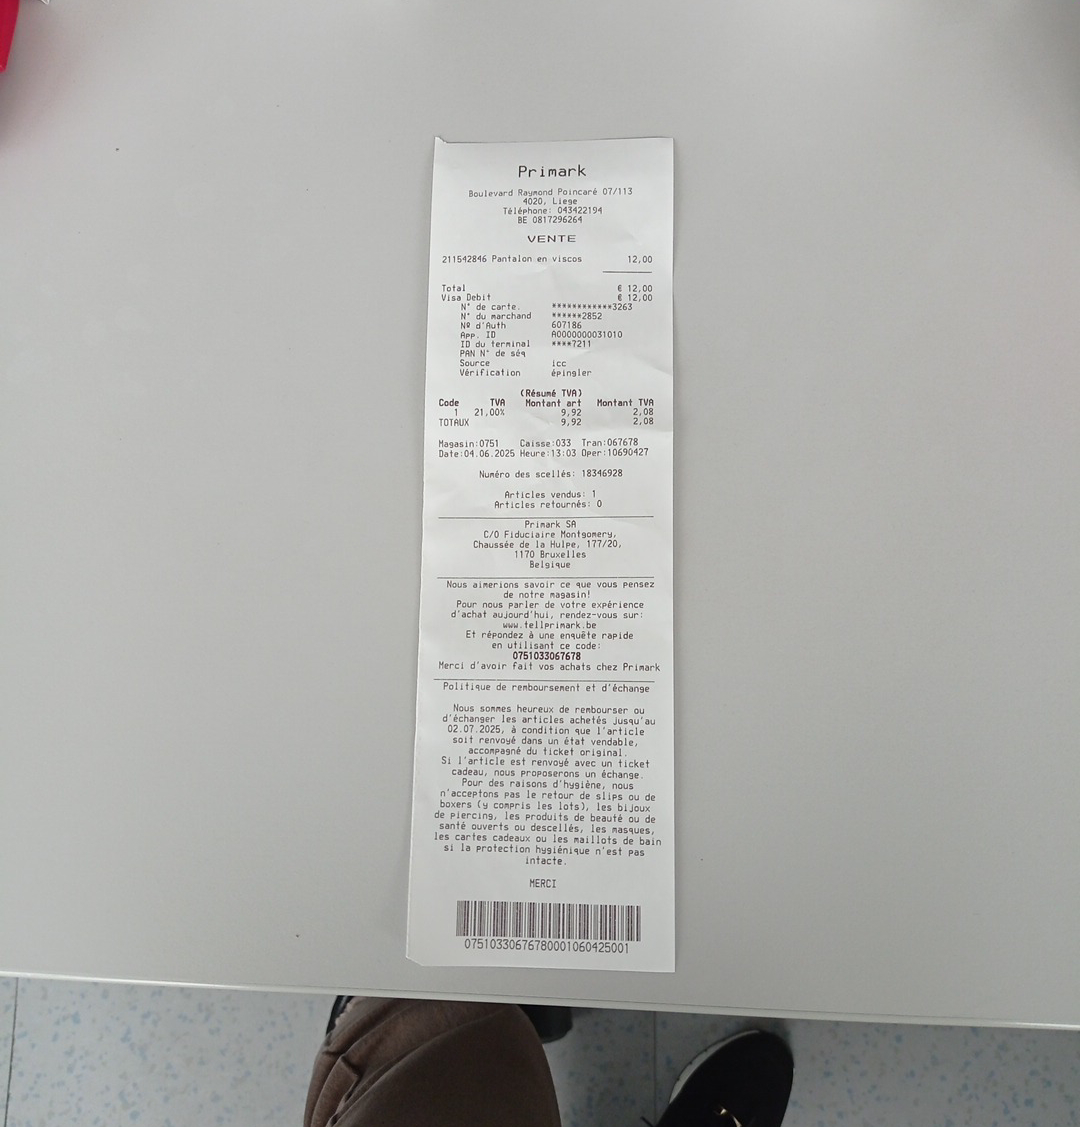 Primark
Boulevard Raymond Poincaré 07/113
4020, Liege
Téléphone: 043422194
BE 0817296264
VENTE
211542846 Pantalon en viscos 12,00
Total € 12,00
Visa Debit € 12,00
N° de carte. ************3263
N° du marchand ******2852
Nº d'Auth 607186
App. ID A0000000031010
ID du terminal ****7211
PAN N° de séq
Source icc
Vérification épingler
(Résumé TVA)
Code TVA Montant art Montant TVA
1 21,00% 9,92 2,08
TOTAUX 9,92 2,08
Magasin:0751 Caisse:033 Tran:067678
Date:04.06.2025 Heure:13:03 Oper:10690427
Numéro des scellés: 18346928
Articles vendus: 1
Articles retournés: 0
Primark SA
C/O Fiduciaire Montgomery,
Chaussée de la Hulpe, 177/20,
1170 Bruxelles
Belgique
Nous aimerions savoir ce que vous pensez
de notre magasin!
Pour nous parler de votre expérience
d'achat aujourd'hui, rendez-vous sur:
www.tellprimark.be
Et répondez à une enquête rapide
en utilisant ce code:
0751033067678
Merci d'avoir fait vos achats chez Primark
Politique de remboursement et d'échange
Nous sommes heureux de rembourser ou
d'échanger les articles achetés jusqu'au
02.07.2025, à condition que l'article
soit renvoyé dans un état vendable,
accompagné du ticket original.
Si l'article est renvoyé avec un ticket
cadeau, nous proposerons un échange.
Pour des raisons d'hygiène, nous
n'acceptons pas le retour de slips ou de
boxers (y compris les lots), les bijoux
de piercing, les produits de beauté ou de
santé ouverts ou descellés, les masques,
les cartes cadeaux ou les maillots de bain
si la protection hygiénique n'est pas
intacte.
MERCI
07510330676780001060425001